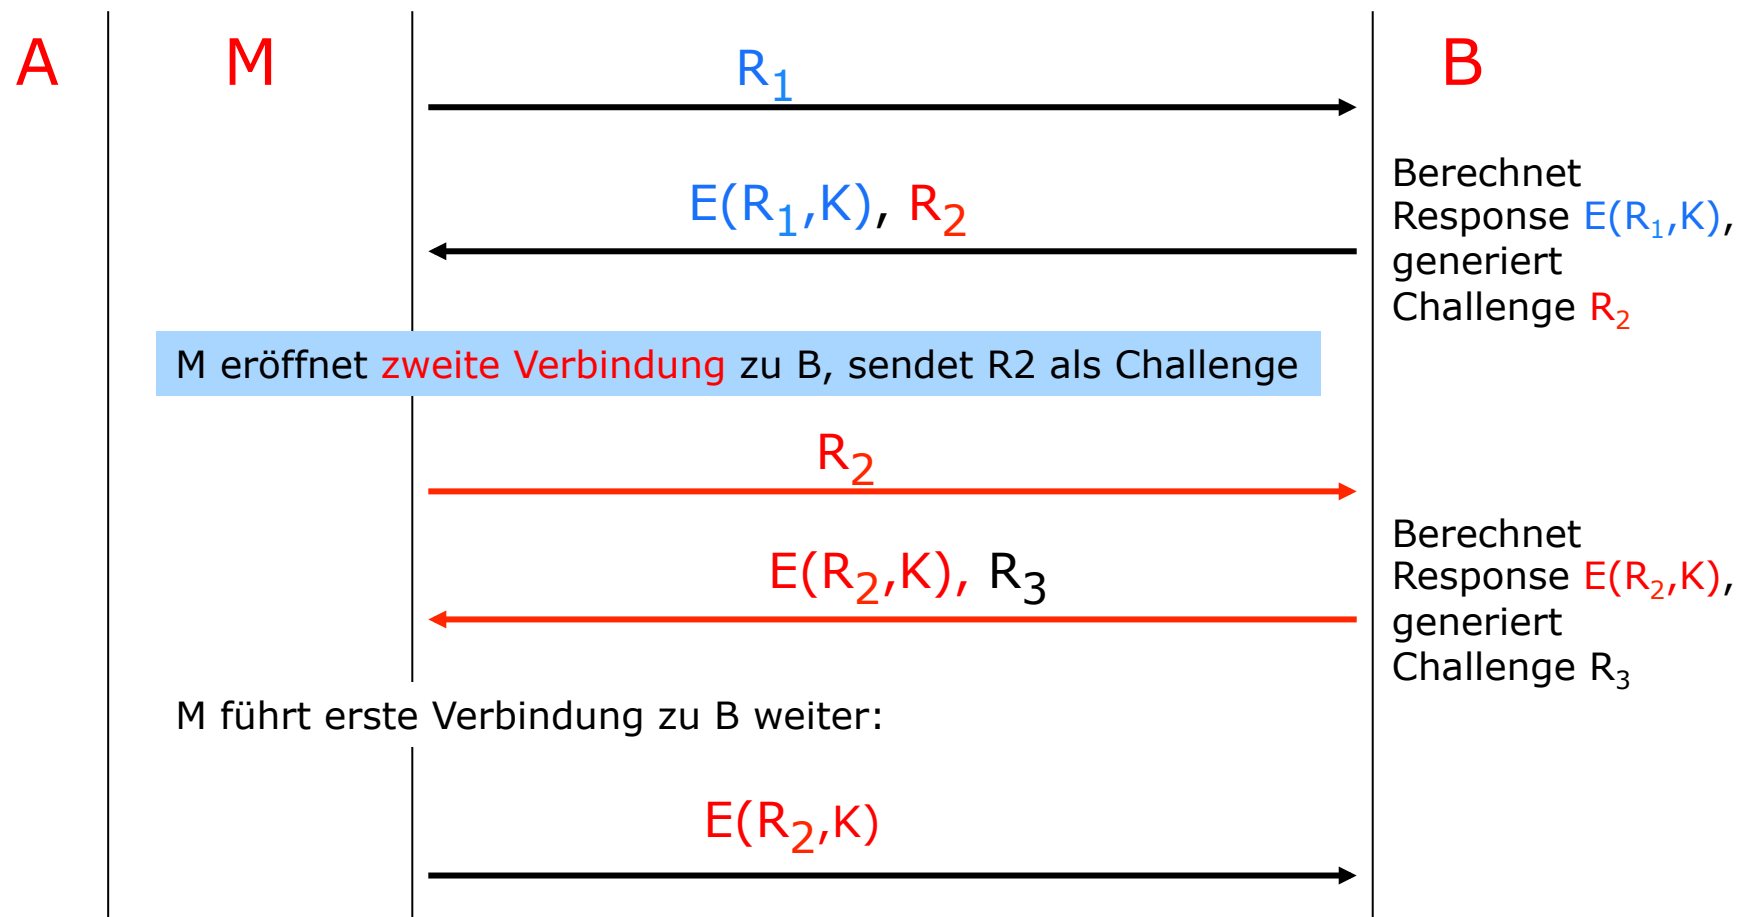 A M B
R₁
E(R₁,K), R₂
Berechnet
Response E(R₁,K),
generiert
Challenge R₂
M eröffnet zweite Verbindung zu B, sendet R2 als Challenge
R₂
E(R₂,K), R₃
Berechnet
Response E(R₂,K),
generiert
Challenge R₃
M führt erste Verbindung zu B weiter:
E(R₂,K)